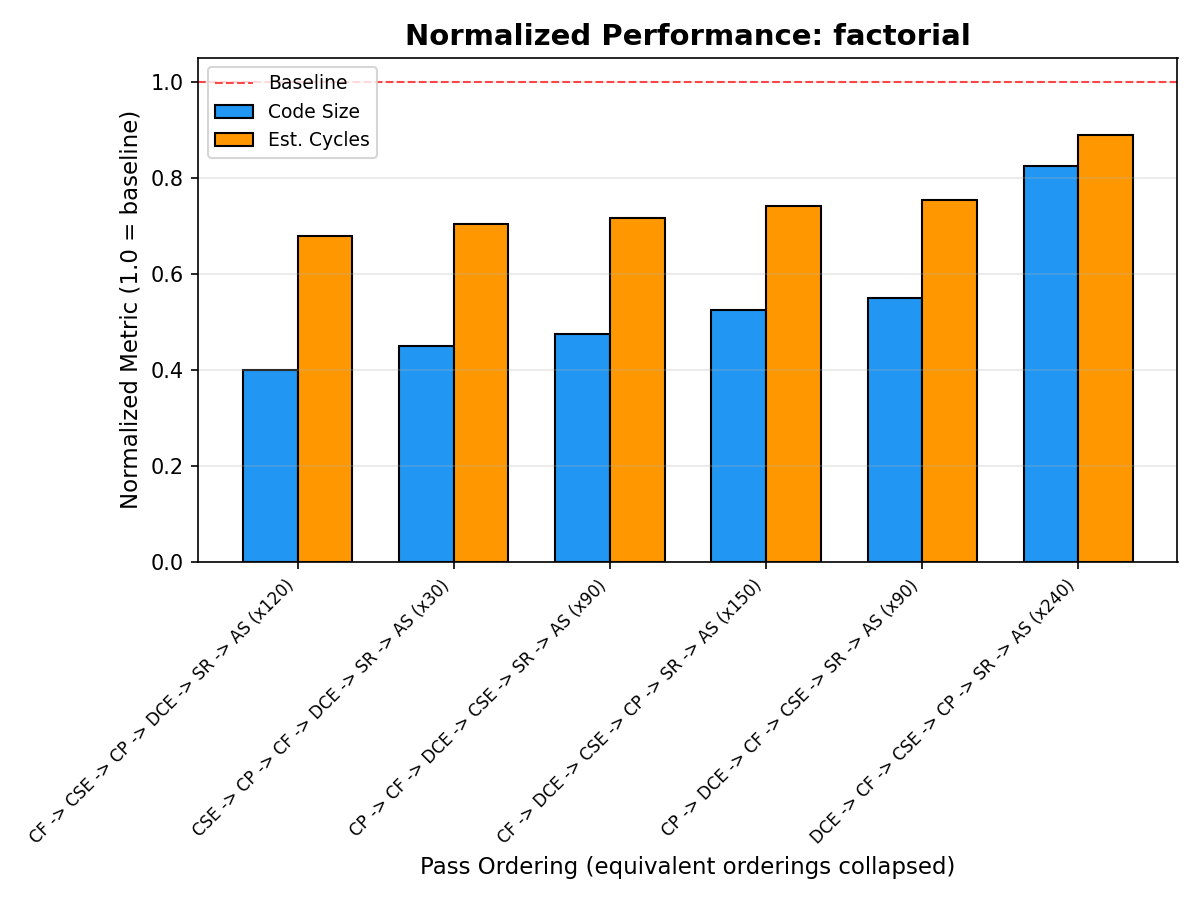 Normalized Performance: factorial
Baseline
Code Size
Est. Cycles
Normalized Metric (1.0 = baseline)
1.0
0.8
0.6
0.4
0.2
0.0
CF -> CSE -> CP -> DCE -> SR -> AS (x120)
CSE -> CP -> CF -> DCE -> SR -> AS (x30)
CP -> CF -> DCE -> CSE -> SR -> AS (x90)
CF -> DCE -> CSE -> CP -> SR -> AS (x150)
CP -> DCE -> CF -> CSE -> SR -> AS (x90)
DCE -> CF -> CSE -> CP -> SR -> AS (x240)
Pass Ordering (equivalent orderings collapsed)